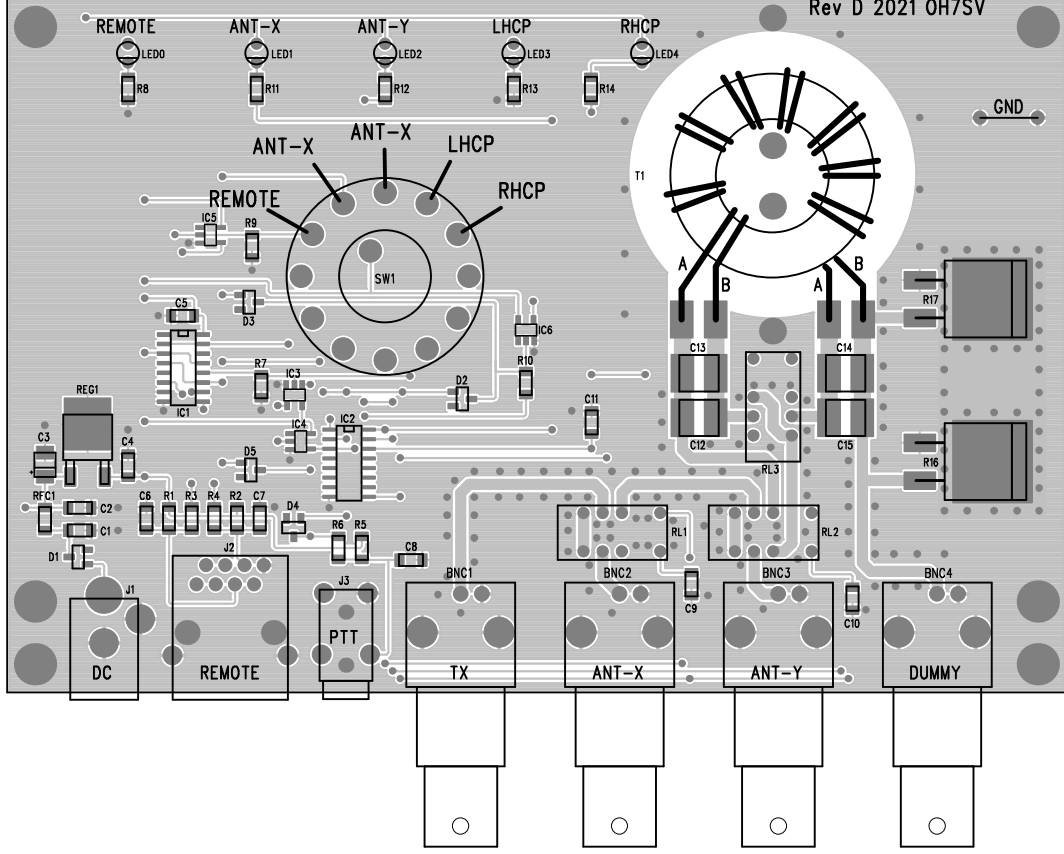 Rev D 2021 OH7SV
REMOTE ANT-X ANT-Y LHCP RHCP
LED0 LED1 LED2 LED3 LED4
R8 R11 R12 R13 R14
GND
ANT-X
ANT-X LHCP
REMOTE RHCP
T1
IC5 R9
SW1
A B A B
D3 C5 IC6 R17
C13 C14
R7 IC3 R10
REG1 IC1 D2
C11
IC2
C3 C4 IC4 C12 C15
+
D5 RL3 R16
RFC1 C2 C6 R1 R3 R4 R2 C7 D4
C1 R6 R5 RL1 RL2
D1 J2 C8
J1 J3 BNC1 BNC2 BNC3 BNC4
C9 C10
PTT
DC REMOTE TX ANT-X ANT-Y DUMMY